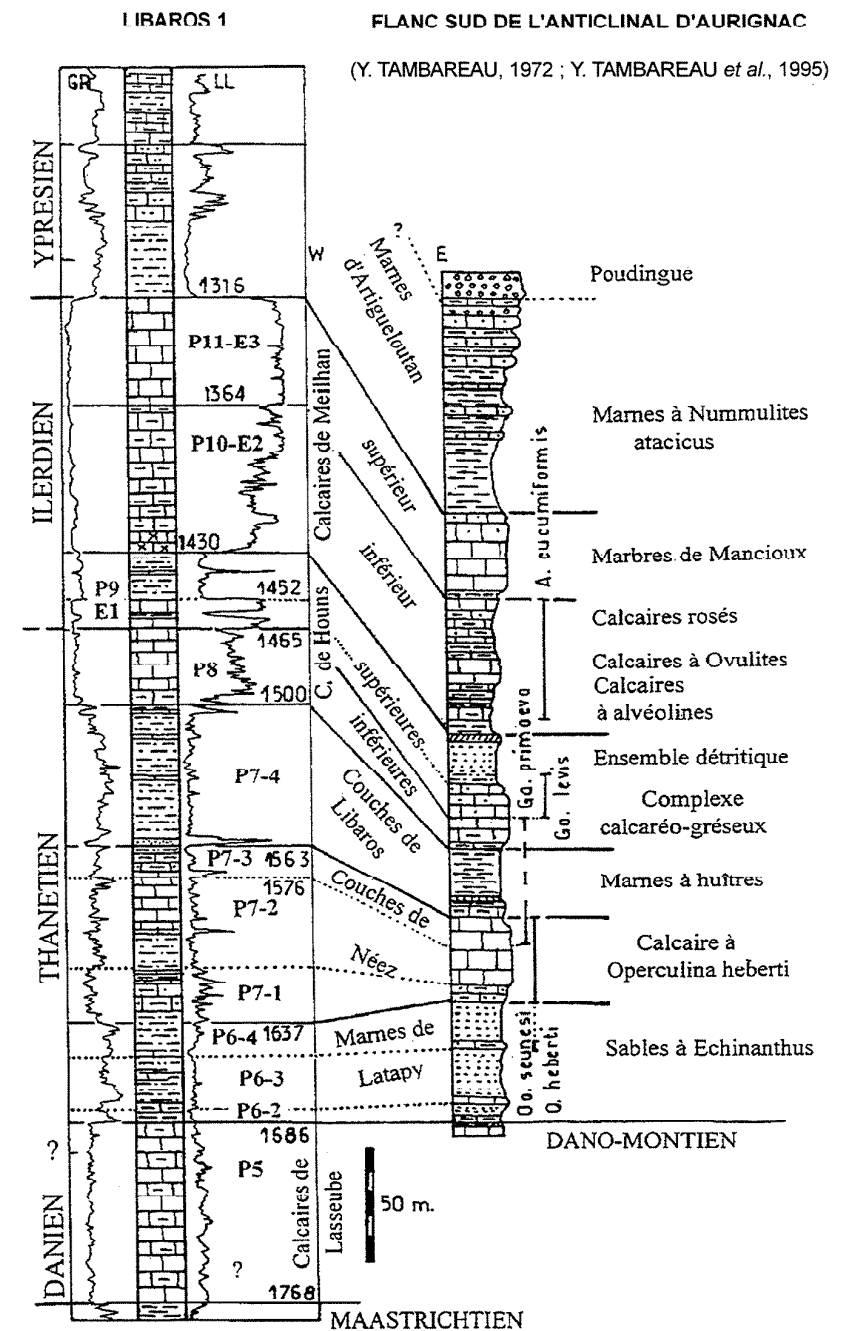 LIBAROS 1
FLANC SUD DE L'ANTICLINAL D'AURIGNAC
(Y. TAMBAREAU, 1972 ; Y. TAMBAREAU et al., 1995)
GR
LL
YPRESIEN
ILERDIEN
THANETIEN
DANIEN
?
1316
P11-E3
1364
P10-E2
1430
P9
E1
1452
1465
P8
1500
P7-4
P7-3
1563
1576
P7-2
P7-1
P6-4
1637
P6-3
P6-2
1686
P5
?
1768
Calcaires de Meilhan
C. de Houns
Calcaires de
Lasseube
W
E
?
Marnes
d'Artigueloutan
supérieur
inférieur
supérieures
inférieures
Couches de
Libaros
Couches de
Néez
Marnes de
Latapy
50 m.
MAASTRICHTIEN
DANO-MONTIEN
A. cucumiformis
Ga. primaeva
Go. levis
O. heberti
Poudingue
Marnes à Nummulites
atacicus
Marbres de Mancioux
Calcaires rosés
Calcaires à Ovulites
Calcaires
à alvéolines
Ensemble détritique
Complexe
calcaréo-gréseux
Marnes à huîtres
Calcaire à
Operculina heberti
Sables à Echinanthus